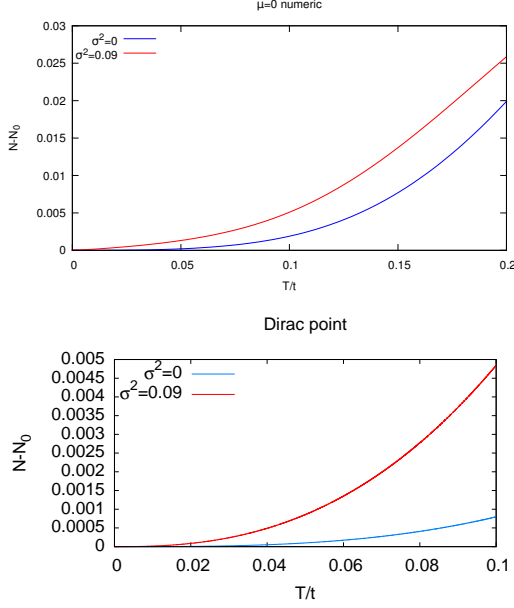 μ=0 numeric
0.03
0.025
0.02
0.015
0.01
0.005
0
N-N₀
σ²=0
σ²=0.09
0 0.05 0.1 0.15 0.2
T/t
Dirac point
0.005
0.0045
0.004
0.0035
0.003
0.0025
0.002
0.0015
0.001
0.0005
0
N-N₀
σ²=0
σ²=0.09
0 0.02 0.04 0.06 0.08 0.1
T/t